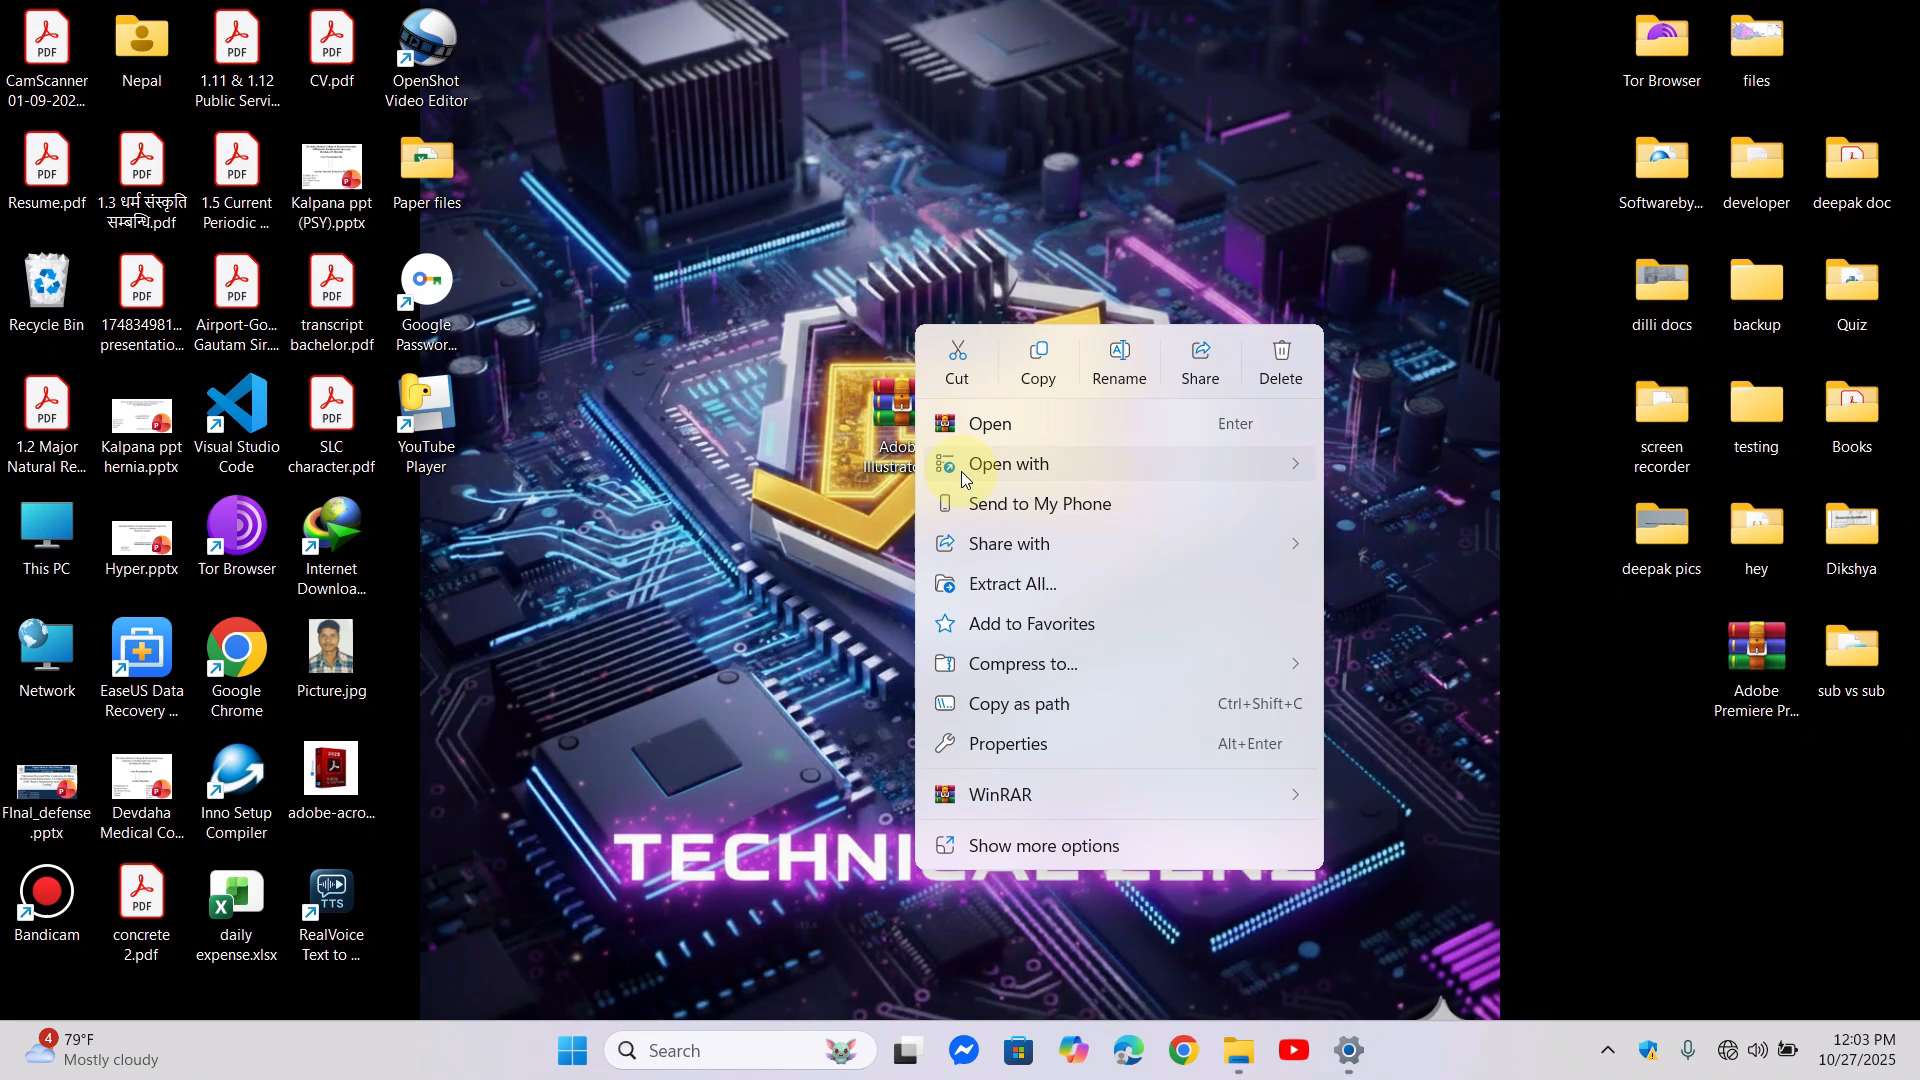 CamScanner
01-09-202...
Nepal
1.11 & 1.12
Public Servi...
CV.pdf
OpenShot
Video Editor
Resume.pdf
1.3 धर्म संस्कृति
सम्बन्धि.pdf
1.5 Current
Periodic ...
Kalpana ppt
(PSY).pptx
Paper files
Recycle Bin
174834981...
presentatio...
Airport-Go...
Gautam Sir....
transcript
bachelor.pdf
Google
Passwor...
1.2 Major
Natural Re...
Kalpana ppt
hernia.pptx
Visual Studio
Code
SLC
character.pdf
YouTube
Player
This PC
Hyper.pptx
Tor Browser
Internet
Downloa...
Network
EaseUS Data
Recovery ...
Google
Chrome
Picture.jpg
FInal_defense
.pptx
Devdaha
Medical Co...
Inno Setup
Compiler
adobe-acro...
Bandicam
concrete
2.pdf
daily
expense.xlsx
RealVoice
Text to ...
Adob
Illustrato
Cut
Copy
Rename
Share
Delete
Open Enter
Open with
Send to My Phone
Share with
Extract All...
Add to Favorites
Compress to...
Copy as path Ctrl+Shift+C
Properties Alt+Enter
WinRAR
Show more options
TECHNICAL LENZ
Tor Browser
files
Softwareby...
developer
deepak doc
dilli docs
backup
Quiz
screen
recorder
testing
Books
deepak pics
hey
Dikshya
Adobe
Premiere Pr...
sub vs sub
4
79°F
Mostly cloudy
Search
12:03 PM
10/27/2025